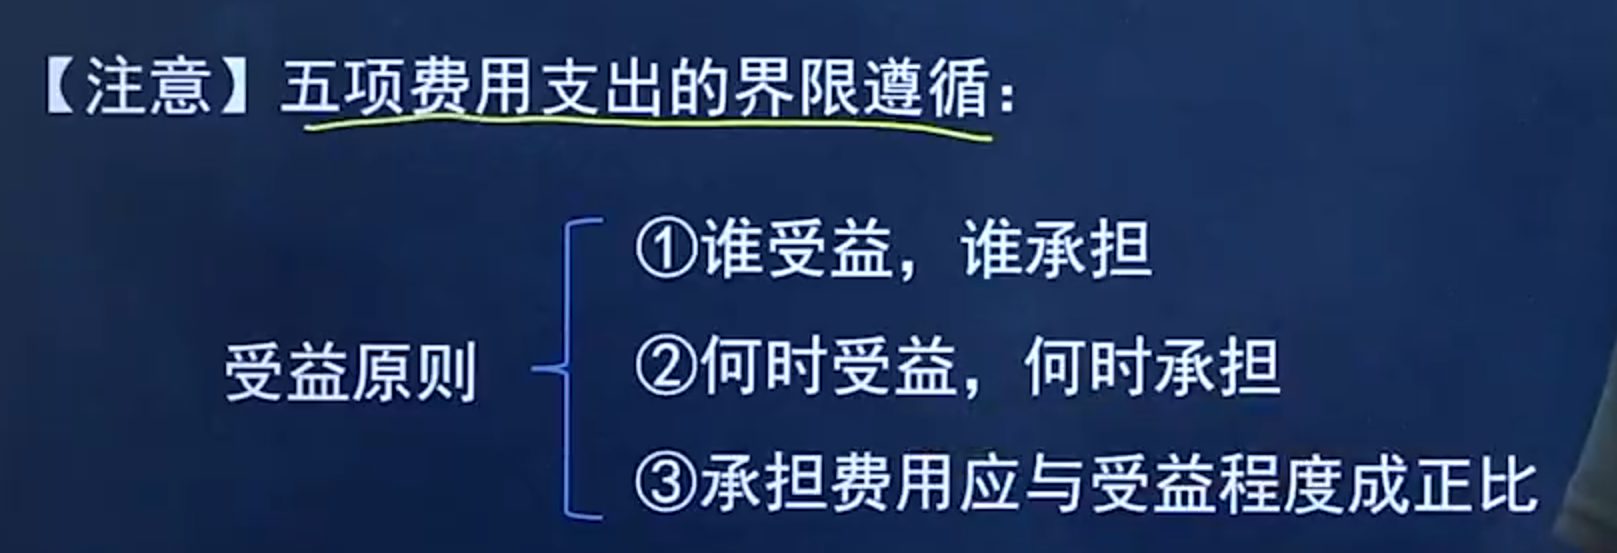 【注意】五项费用支出的界限遵循：
①谁受益，谁承担
受益原则
②何时受益，何时承担
③承担费用应与受益程度成正比